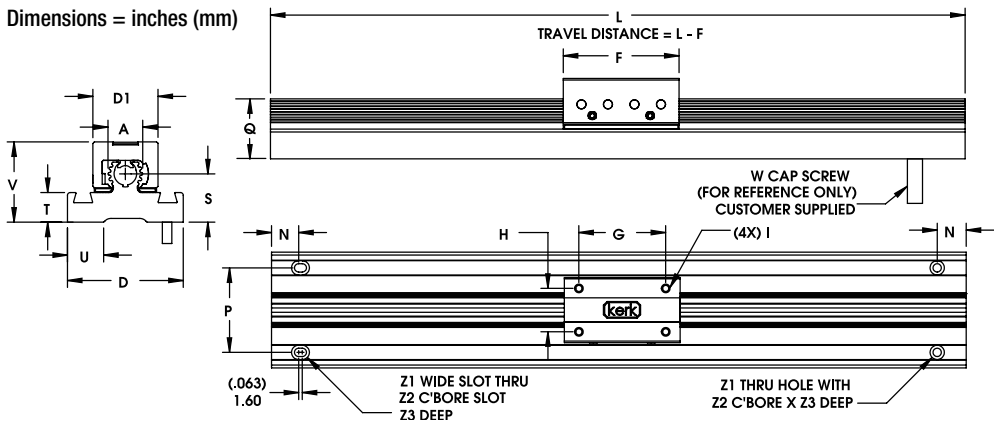 Dimensions = inches (mm)
L
TRAVEL DISTANCE = L - F
F
D1
A
Q
V
S
T
U
D
W CAP SCREW
(FOR REFERENCE ONLY)
CUSTOMER SUPPLIED
N
H
G
(4X) I
N
P
kerk
(.063)
1.60
Z1 WIDE SLOT THRU
Z2 C'BORE SLOT
Z3 DEEP
Z1 THRU HOLE WITH
Z2 C'BORE X Z3 DEEP